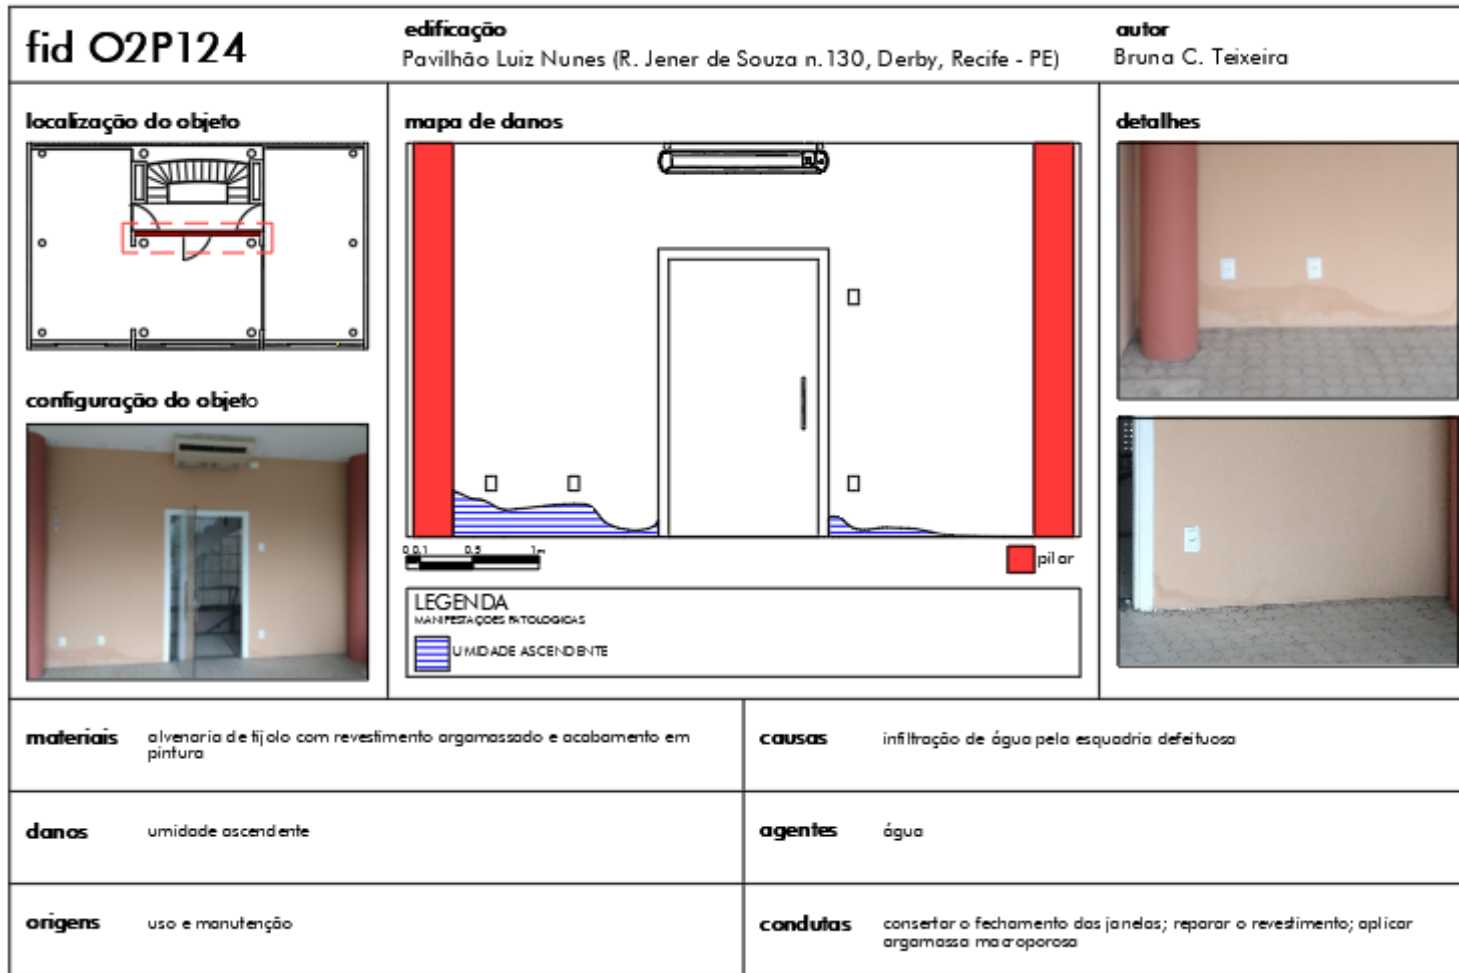 fid O2P124
edificação
Pavilhão Luiz Nunes (R. Jener de Souza n.130, Derby, Recife - PE)
autor
Bruna C. Teixeira
localização do objeto
configuração do objeto
mapa de danos
0 0.1 0.5 1m
pilar
LEGENDA
MANIFESTAÇÕES PATOLOGICAS
UMIDADE ASCENDENTE
detalhes
materiais
alvenaria de tijolo com revestimento argamassado e acabamento em
pintura
causas
infiltração de água pela esquadria defeituosa
danos
umidade ascendente
agentes
água
origens
uso e manutenção
condutas
consertar o fechamento das janelas; reparar o revestimento; aplicar
argamassa macroporosa